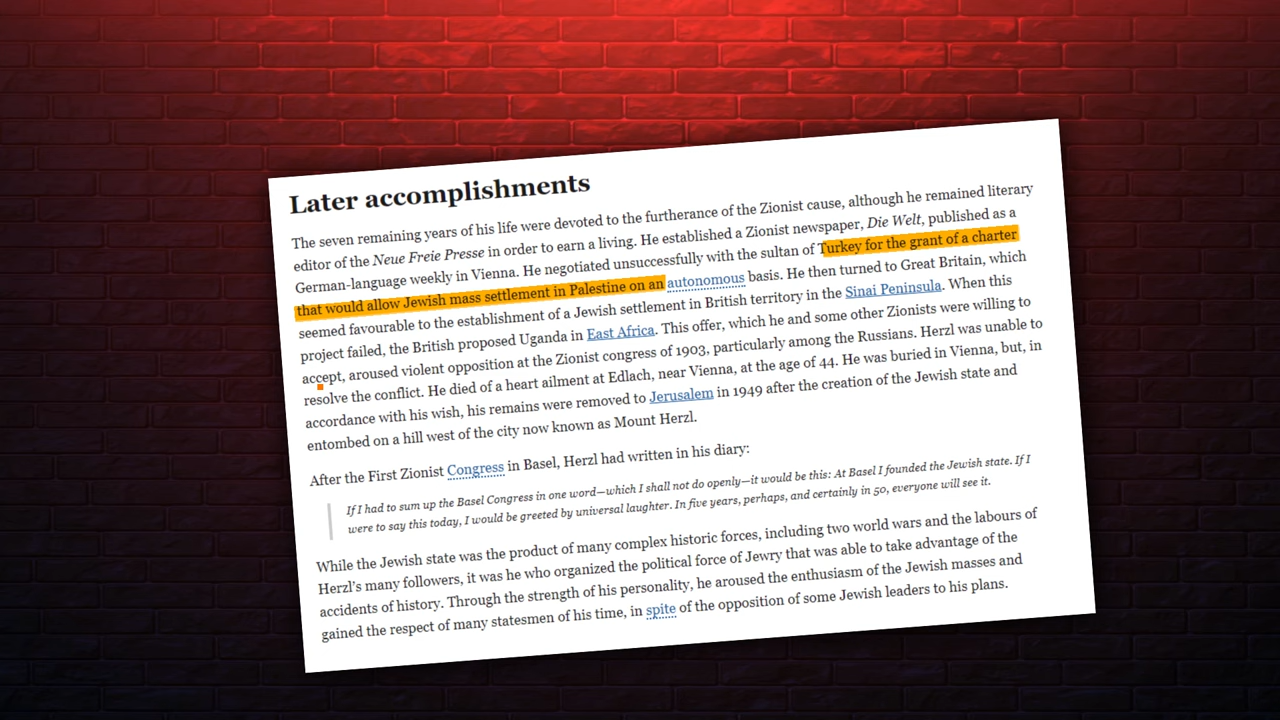 Later accomplishments
The seven remaining years of his life were devoted to the furtherance of the Zionist cause, although he remained literary
editor of the Neue Freie Presse in order to earn a living. He established a Zionist newspaper, Die Welt, published as a
German-language weekly in Vienna. He negotiated unsuccessfully with the sultan of Turkey for the grant of a charter
that would allow Jewish mass settlement in Palestine on an autonomous basis. He then turned to Great Britain, which
seemed favourable to the establishment of a Jewish settlement in British territory in the Sinai Peninsula. When this
project failed, the British proposed Uganda in East Africa. This offer, which he and some other Zionists were willing to
accept, aroused violent opposition at the Zionist congress of 1903, particularly among the Russians. Herzl was unable to
resolve the conflict. He died of a heart ailment at Edlach, near Vienna, at the age of 44. He was buried in Vienna, but, in
accordance with his wish, his remains were removed to Jerusalem in 1949 after the creation of the Jewish state and
entombed on a hill west of the city now known as Mount Herzl.
After the First Zionist Congress in Basel, Herzl had written in his diary:
If I had to sum up the Basel Congress in one word—which I shall not do openly—it would be this: At Basel I founded the Jewish state. If I
were to say this today, I would be greeted by universal laughter. In five years, perhaps, and certainly in 50, everyone will see it.
While the Jewish state was the product of many complex historic forces, including two world wars and the labours of
Herzl's many followers, it was he who organized the political force of Jewry that was able to take advantage of the
accidents of history. Through the strength of his personality, he aroused the enthusiasm of the Jewish masses and
gained the respect of many statesmen of his time, in spite of the opposition of some Jewish leaders to his plans.